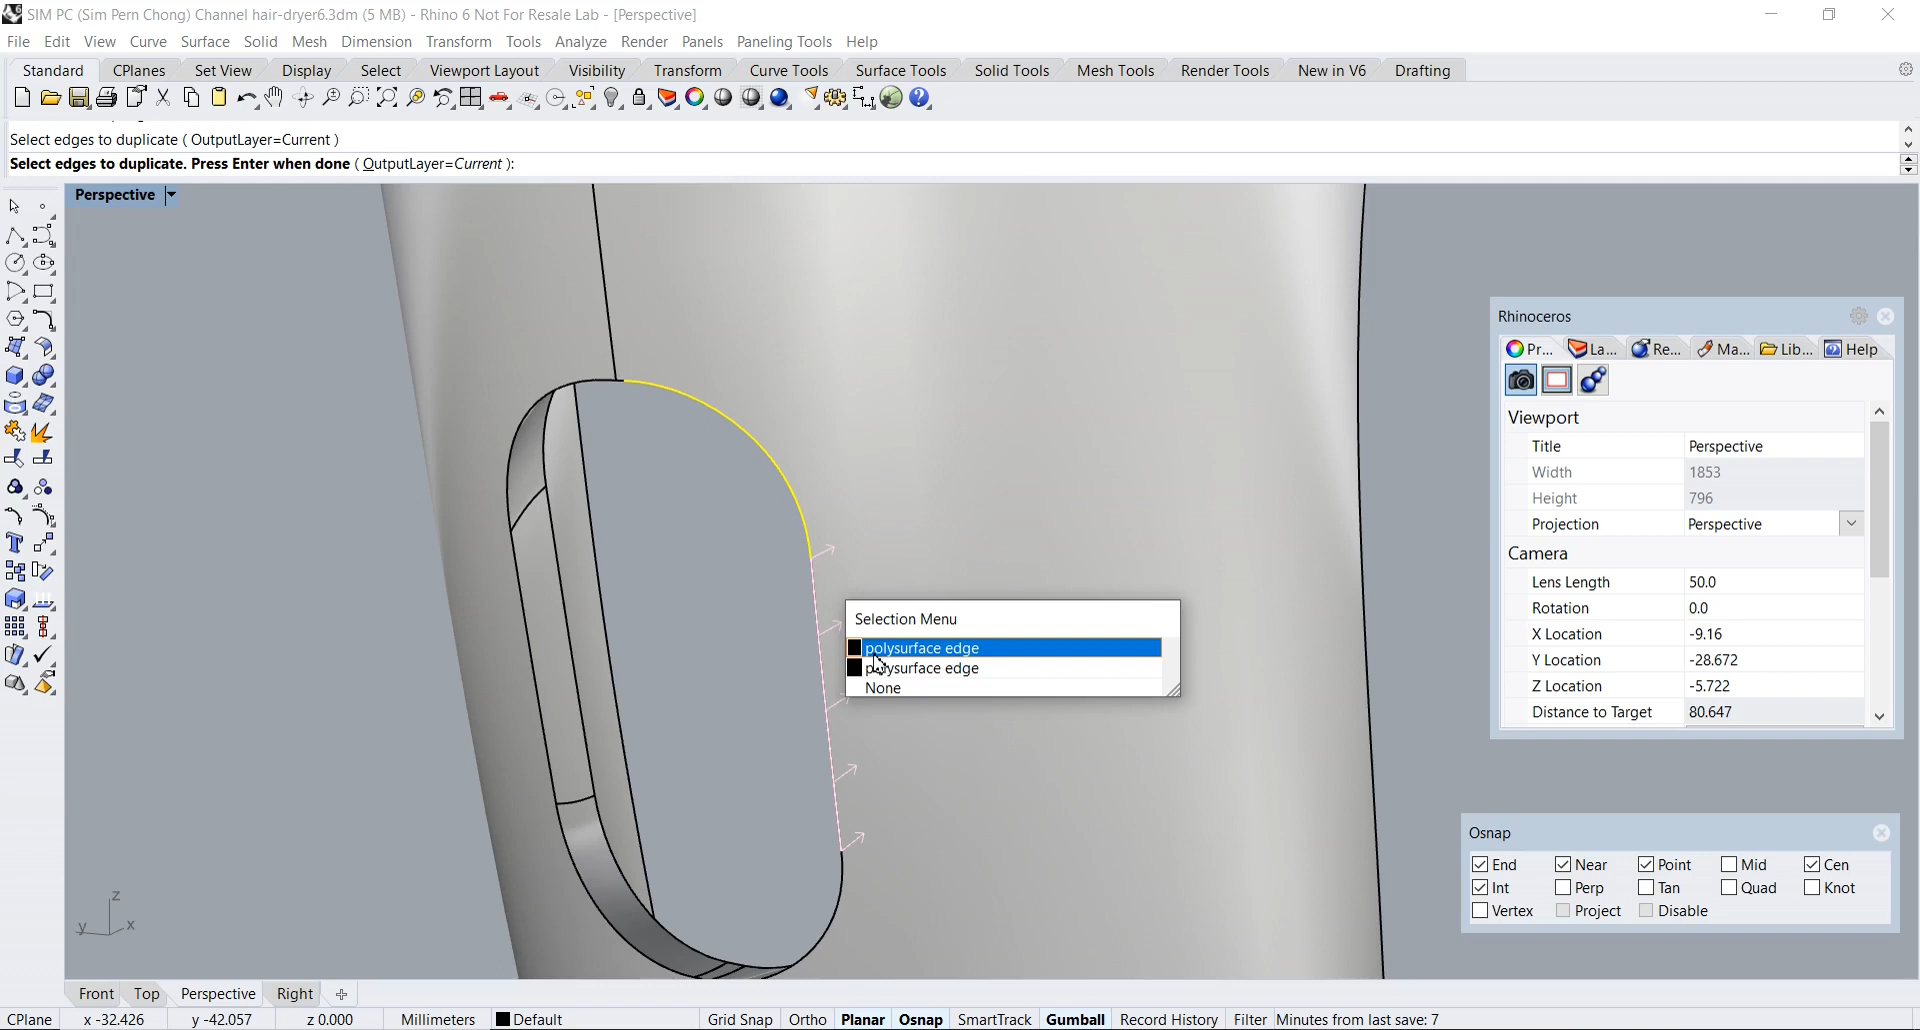 SIM PC (Sim Pern Chong) Channel hair-dryer6.3dm (5 MB) - Rhino 6 Not For Resale Lab - [Perspective]
File Edit View Curve Surface Solid Mesh Dimension Transform Tools Analyze Render Panels Paneling Tools Help
Standard CPlanes Set View Display Select Viewport Layout Visibility Transform Curve Tools Surface Tools Solid Tools Mesh Tools Render Tools New in V6 Drafting
Select edges to duplicate ( OutputLayer=Current )
Select edges to duplicate. Press Enter when done ( OutputLayer=Current ):
Perspective
Selection Menu
polysurface edge
polysurface edge
None
Rhinoceros
Pr... La... Re... Ma... Lib... Help
Viewport
Title Perspective
Width 1853
Height 796
Projection Perspective
Camera
Lens Length 50.0
Rotation 0.0
X Location -9.16
Y Location -28.672
Z Location -5.722
Distance to Target 80.647
Osnap
End Near Point Mid Cen
Int Perp Tan Quad Knot
Vertex Project Disable
z
y x
Front Top Perspective Right
CPlane x -32.426 y -42.057 z 0.000 Millimeters Default Grid Snap Ortho Planar Osnap SmartTrack Gumball Record History Filter Minutes from last save: 7